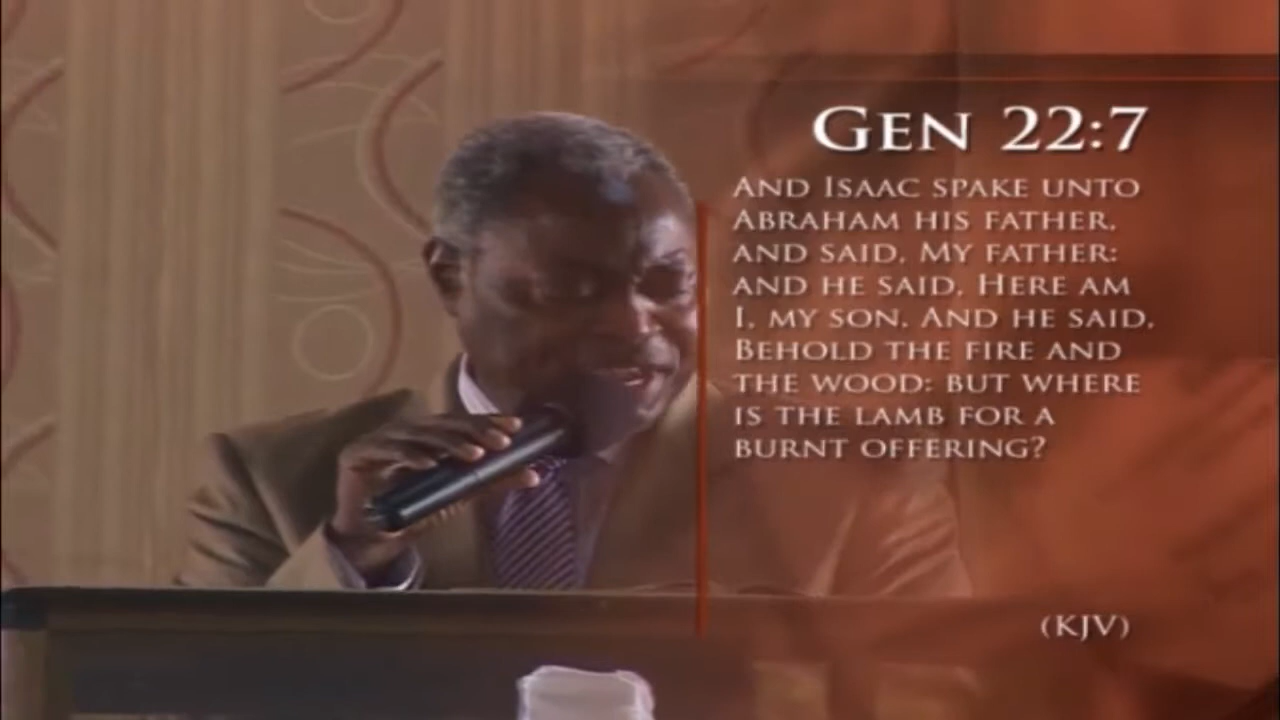 GEN 22:7
AND ISAAC SPAKE UNTO
ABRAHAM HIS FATHER,
AND SAID, MY FATHER:
AND HE SAID, HERE AM
I, MY SON. AND HE SAID,
BEHOLD THE FIRE AND
THE WOOD: BUT WHERE
IS THE LAMB FOR A
BURNT OFFERING?
(KJV)